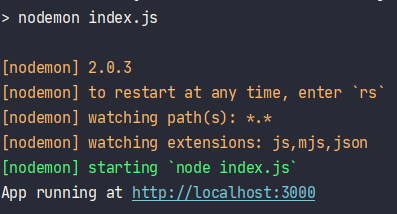 > nodemon index.js
[nodemon] 2.0.3
[nodemon] to restart at any time, enter `rs`
[nodemon] watching path(s): *.*
[nodemon] watching extensions: js,mjs,json
[nodemon] starting `node index.js`
App running at http://localhost:3000